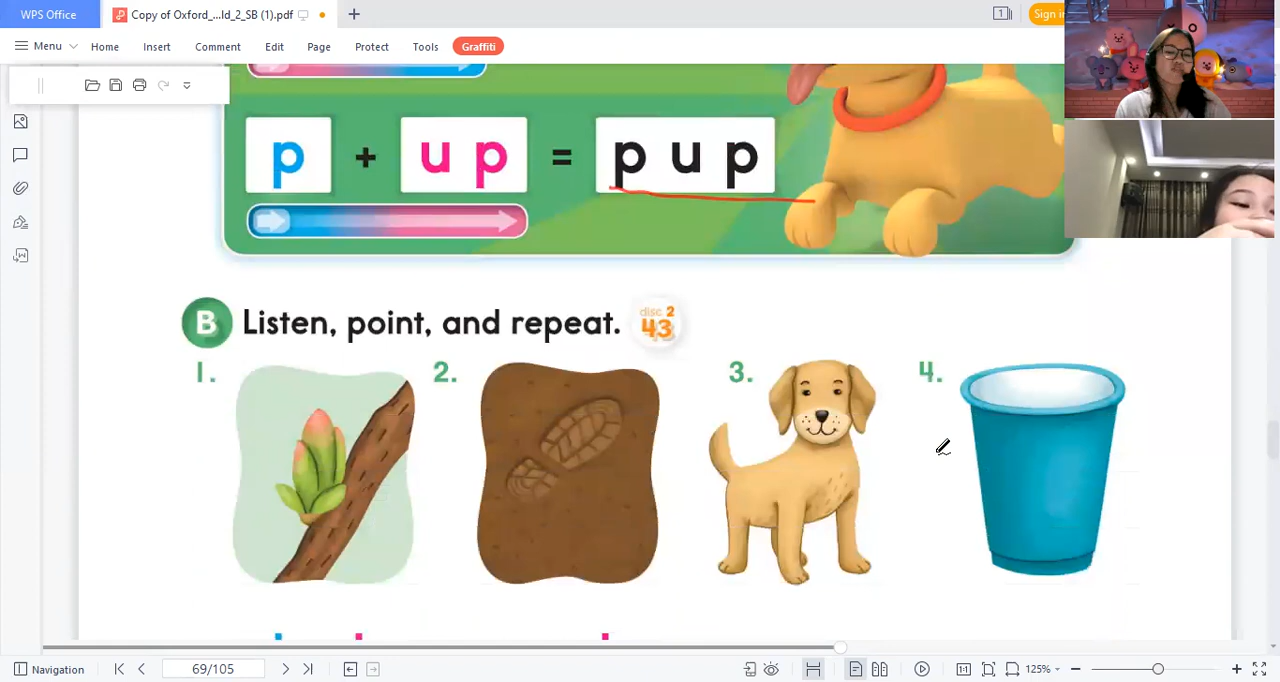 WPS Office
Copy of Oxford_...ld_2_SB (1).pdf
1
Sign in
Menu
Home
Insert
Comment
Edit
Page
Protect
Tools
Graffiti
p + u p = p u p
B Listen, point, and repeat. disc 2 43
1.
2.
3.
4.
Navigation
69/105
125%